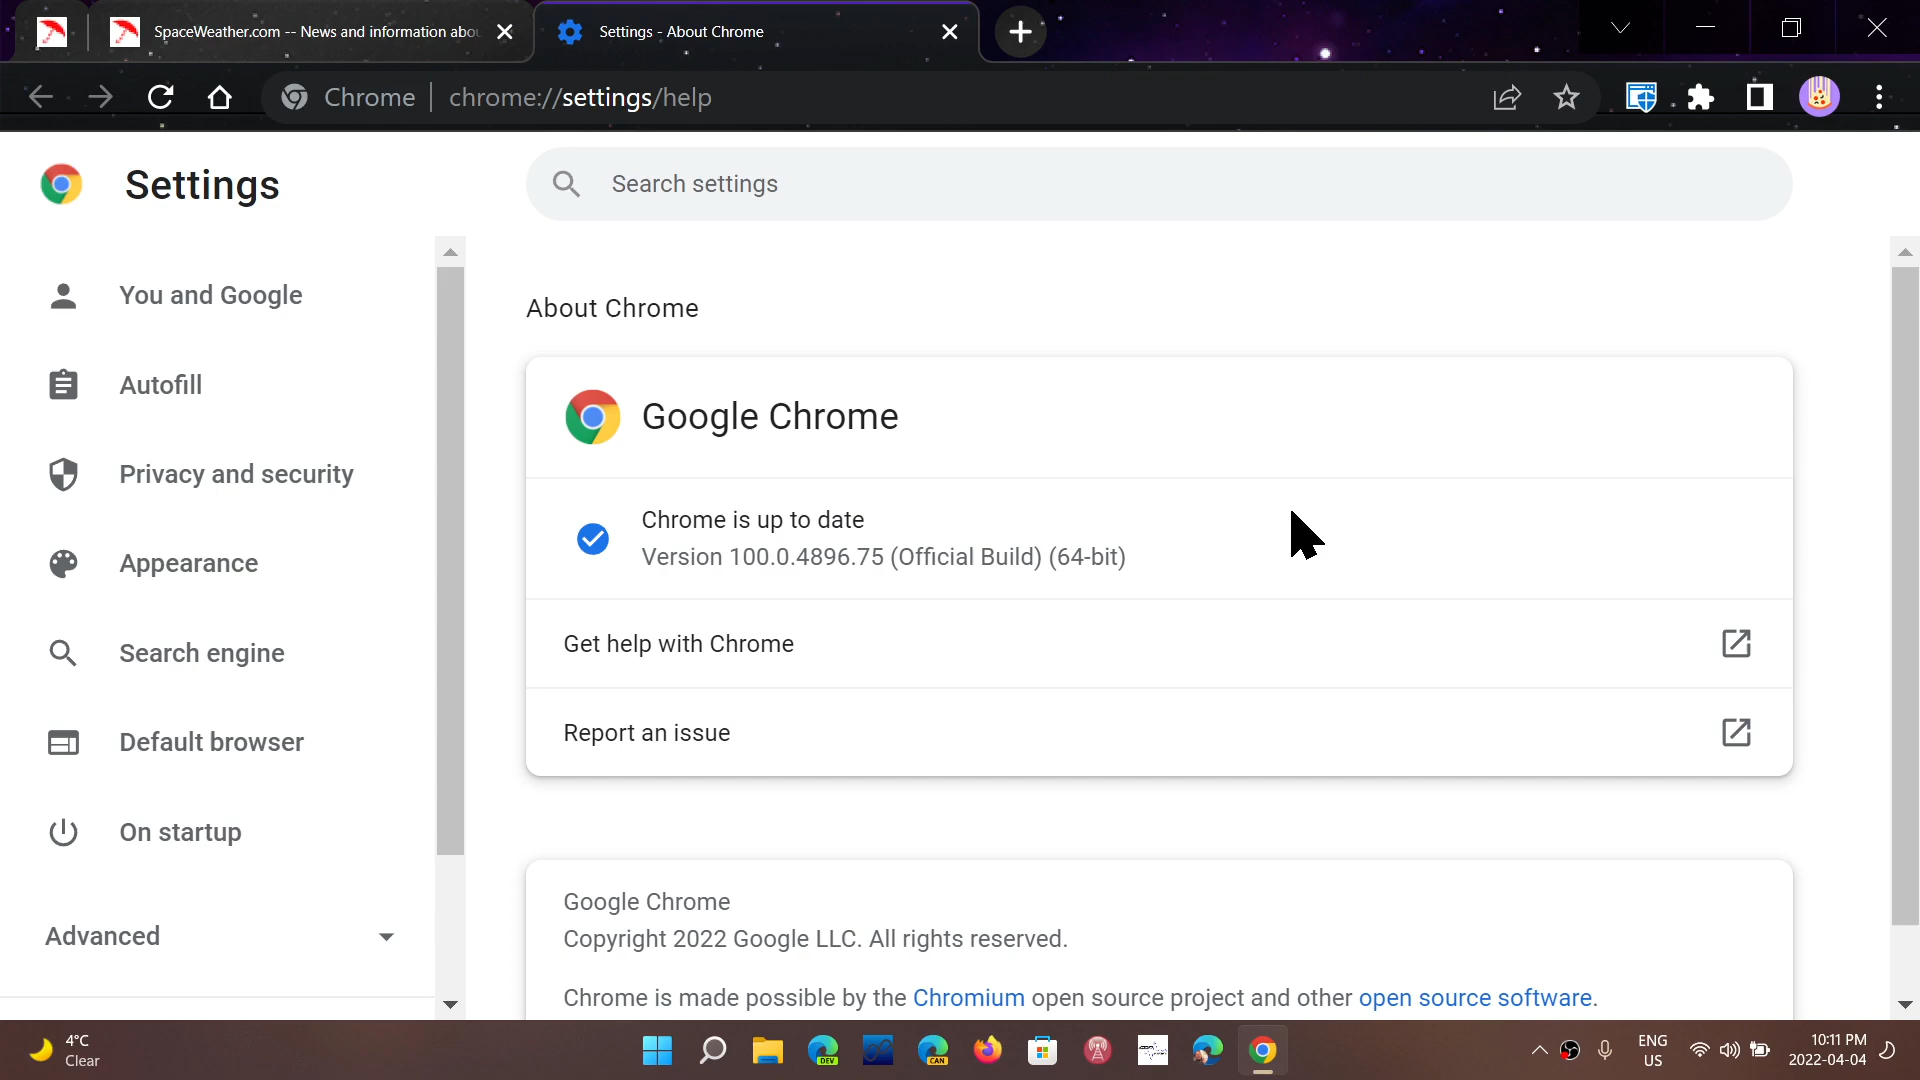 SpaceWeather.com -- News and information abou
Settings - About Chrome
Chrome
chrome://settings/help
Settings
Search settings
You and Google
Autofill
Privacy and security
Appearance
Search engine
Default browser
On startup
Advanced
About Chrome
Google Chrome
Chrome is up to date
Version 100.0.4896.75 (Official Build) (64-bit)
Get help with Chrome
Report an issue
Google Chrome
Copyright 2022 Google LLC. All rights reserved.
Chrome is made possible by the Chromium open source project and other open source software.
4°C
Clear
DEV
CAN
ENG
US
10:11 PM
2022-04-04